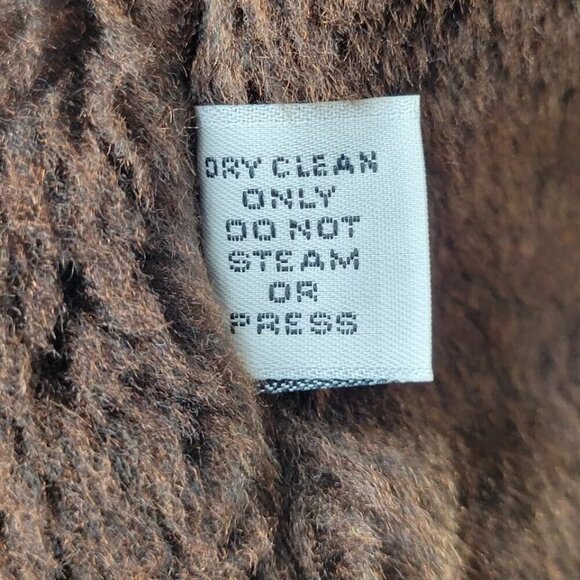 DRY CLEAN
ONLY
DO NOT
STEAM
OR
PRESS